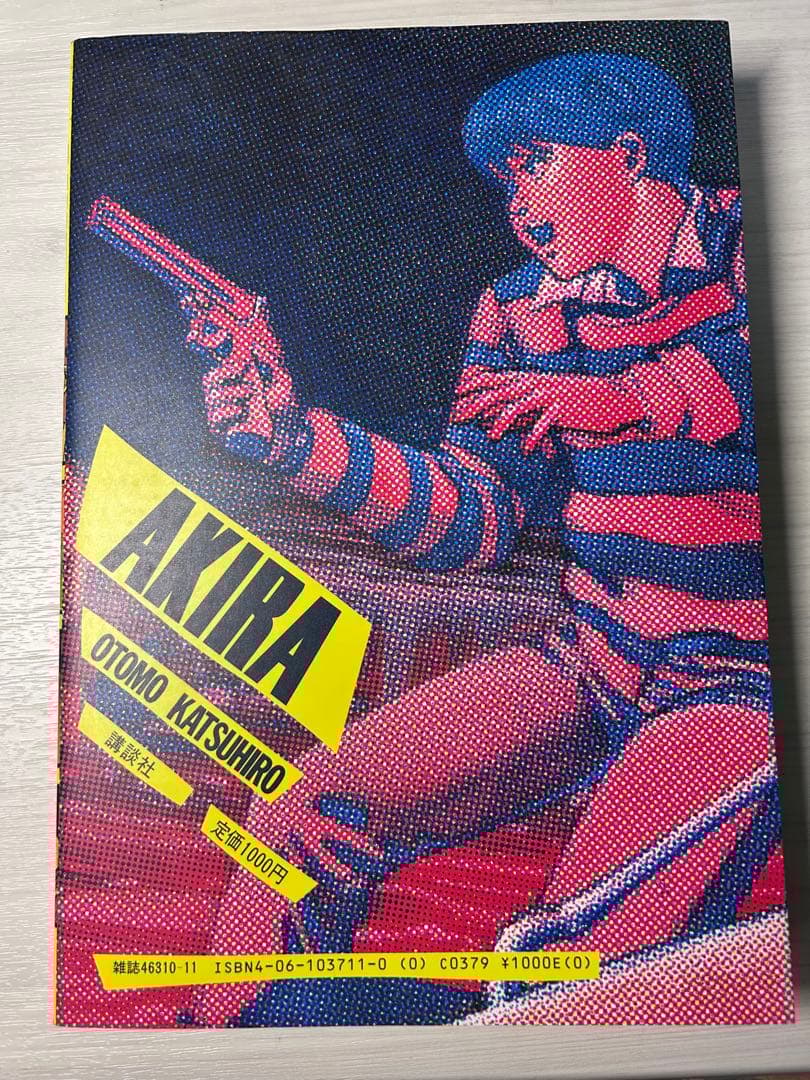 AKIRA
OTOMO KATSUHIRO
講談社
定価1000円
雑誌46310-11 ISBN4-06-103711-0 (0) C0379 ¥1000E(0)